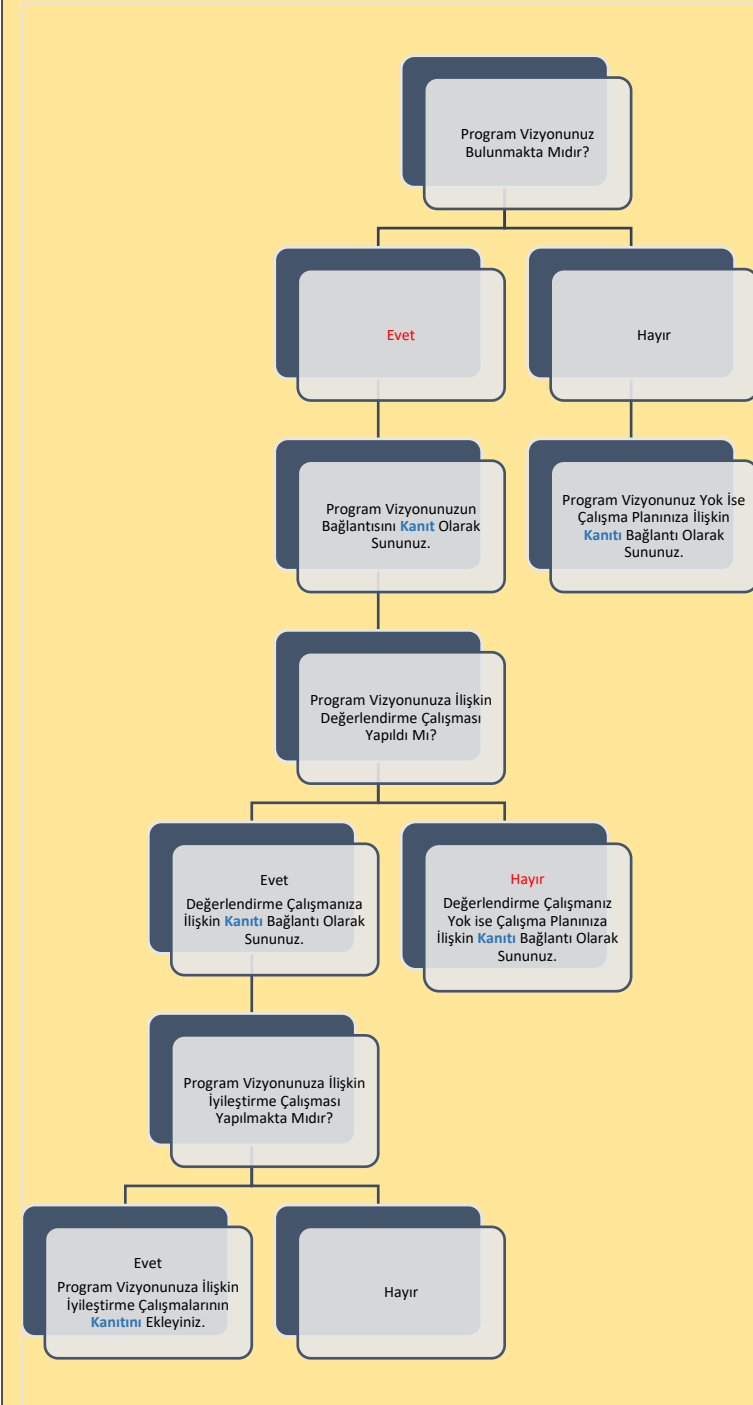 Program Vizyonunuz
Bulunmakta Mıdır?
Evet
Hayır
Program Vizyonunuzun
Bağlantısını Kanıt Olarak
Sununuz.
Program Vizyonunuz Yok İse
Çalışma Planınıza İlişkin
Kanıtı Bağlantı Olarak
Sununuz.
Program Vizyonunuza İlişkin
Değerlendirme Çalışması
Yapıldı Mı?
Evet
Değerlendirme Çalışmanıza
İlişkin Kanıtı Bağlantı Olarak
Sununuz.
Hayır
Değerlendirme Çalışmanız
Yok ise Çalışma Planınıza
İlişkin Kanıtı Bağlantı Olarak
Sununuz.
Program Vizyonunuza İlişkin
İyileştirme Çalışması
Yapılmakta Mıdır?
Evet
Program Vizyonunuza İlişkin
İyileştirme Çalışmalarının
Kanıtını Ekleyiniz.
Hayır